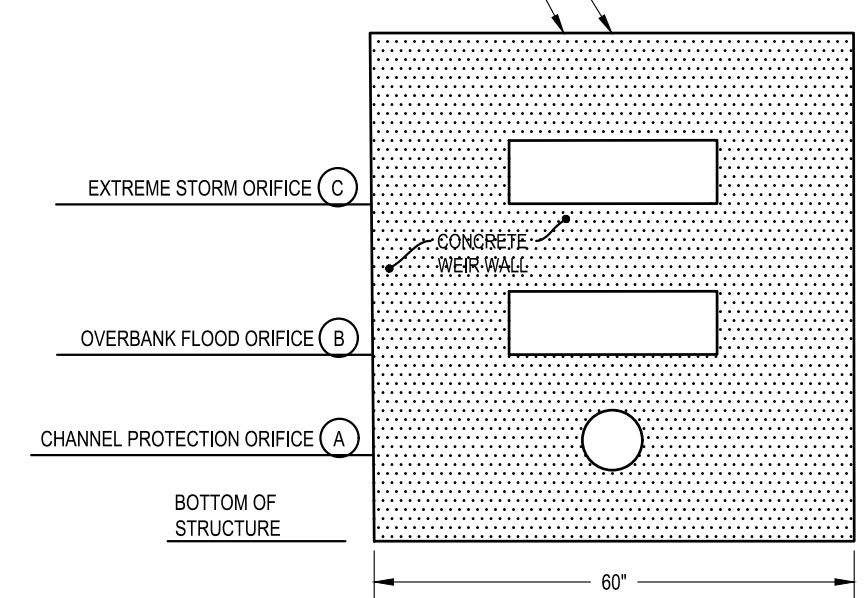 EXTREME STORM ORIFICE C
CONCRETE
WEIR WALL
OVERBANK FLOOD ORIFICE B
CHANNEL PROTECTION ORIFICE A
BOTTOM OF
STRUCTURE
60"